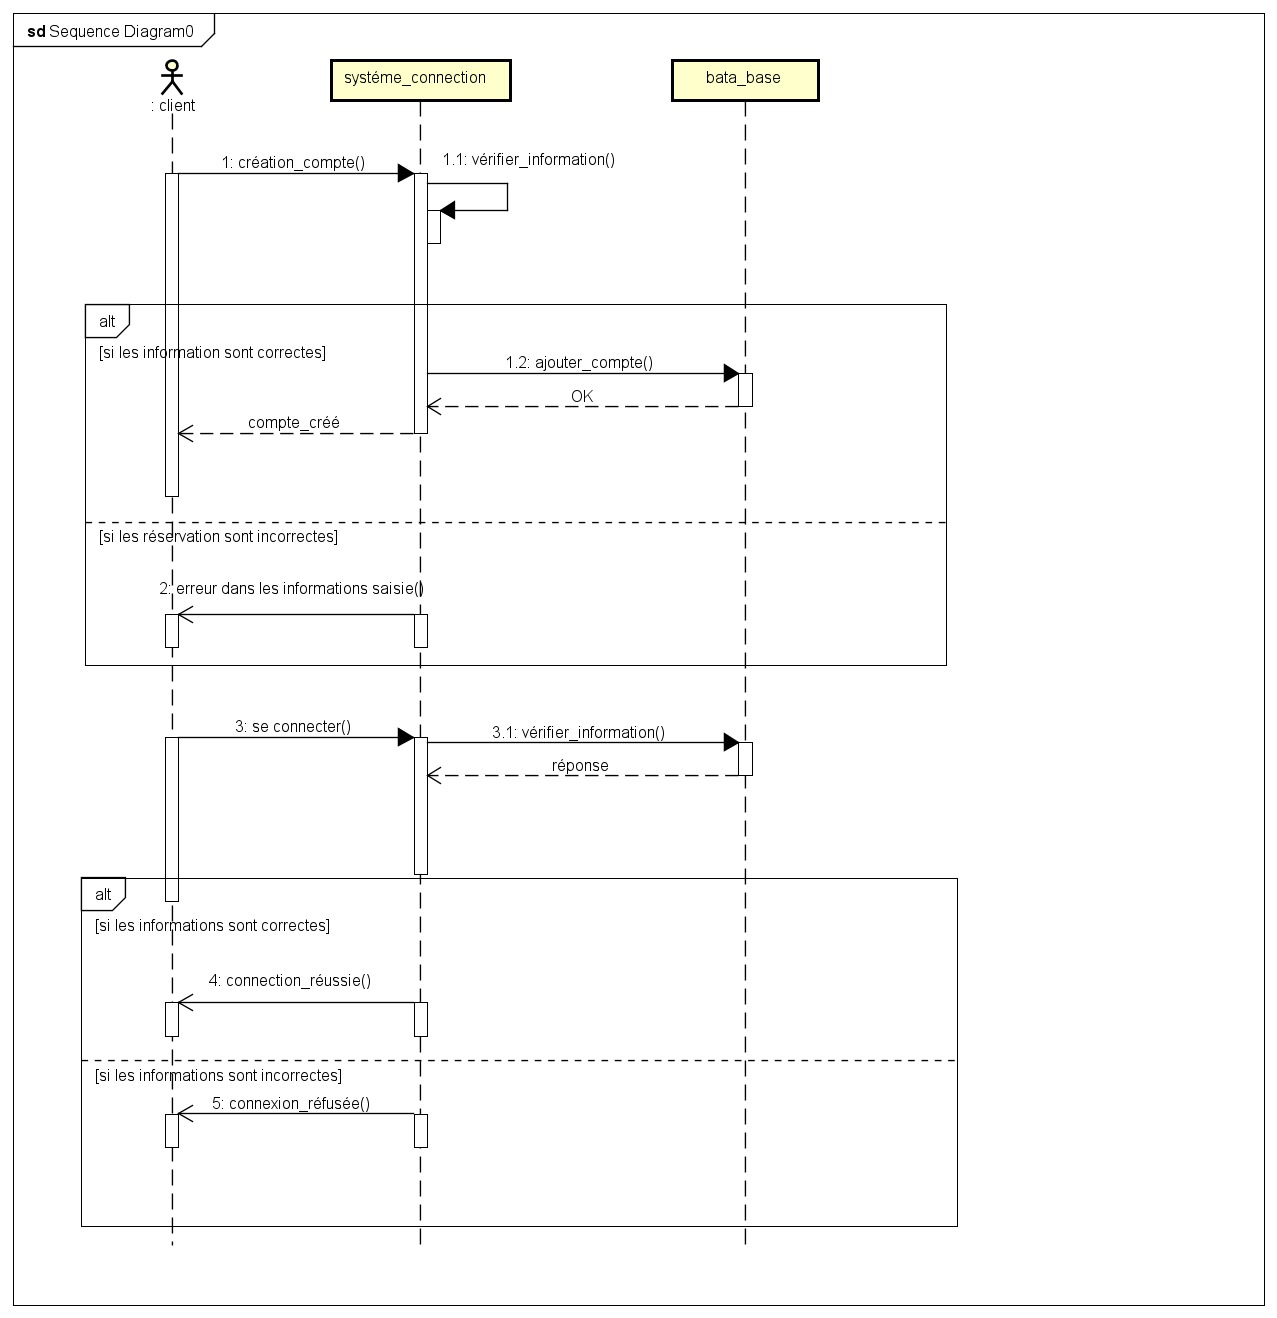 sd Sequence Diagram0
: client
systéme_connection
bata_base
1: création_compte()
1.1: vérifier_information()
alt
[si les information sont correctes]
1.2: ajouter_compte()
OK
compte_créé
[si les réservation sont incorrectes]
2: erreur dans les informations saisie()
3: se connecter()
3.1: vérifier_information()
réponse
alt
[si les informations sont correctes]
4: connection_réussie()
[si les informations sont incorrectes]
5: connexion_réfusée()